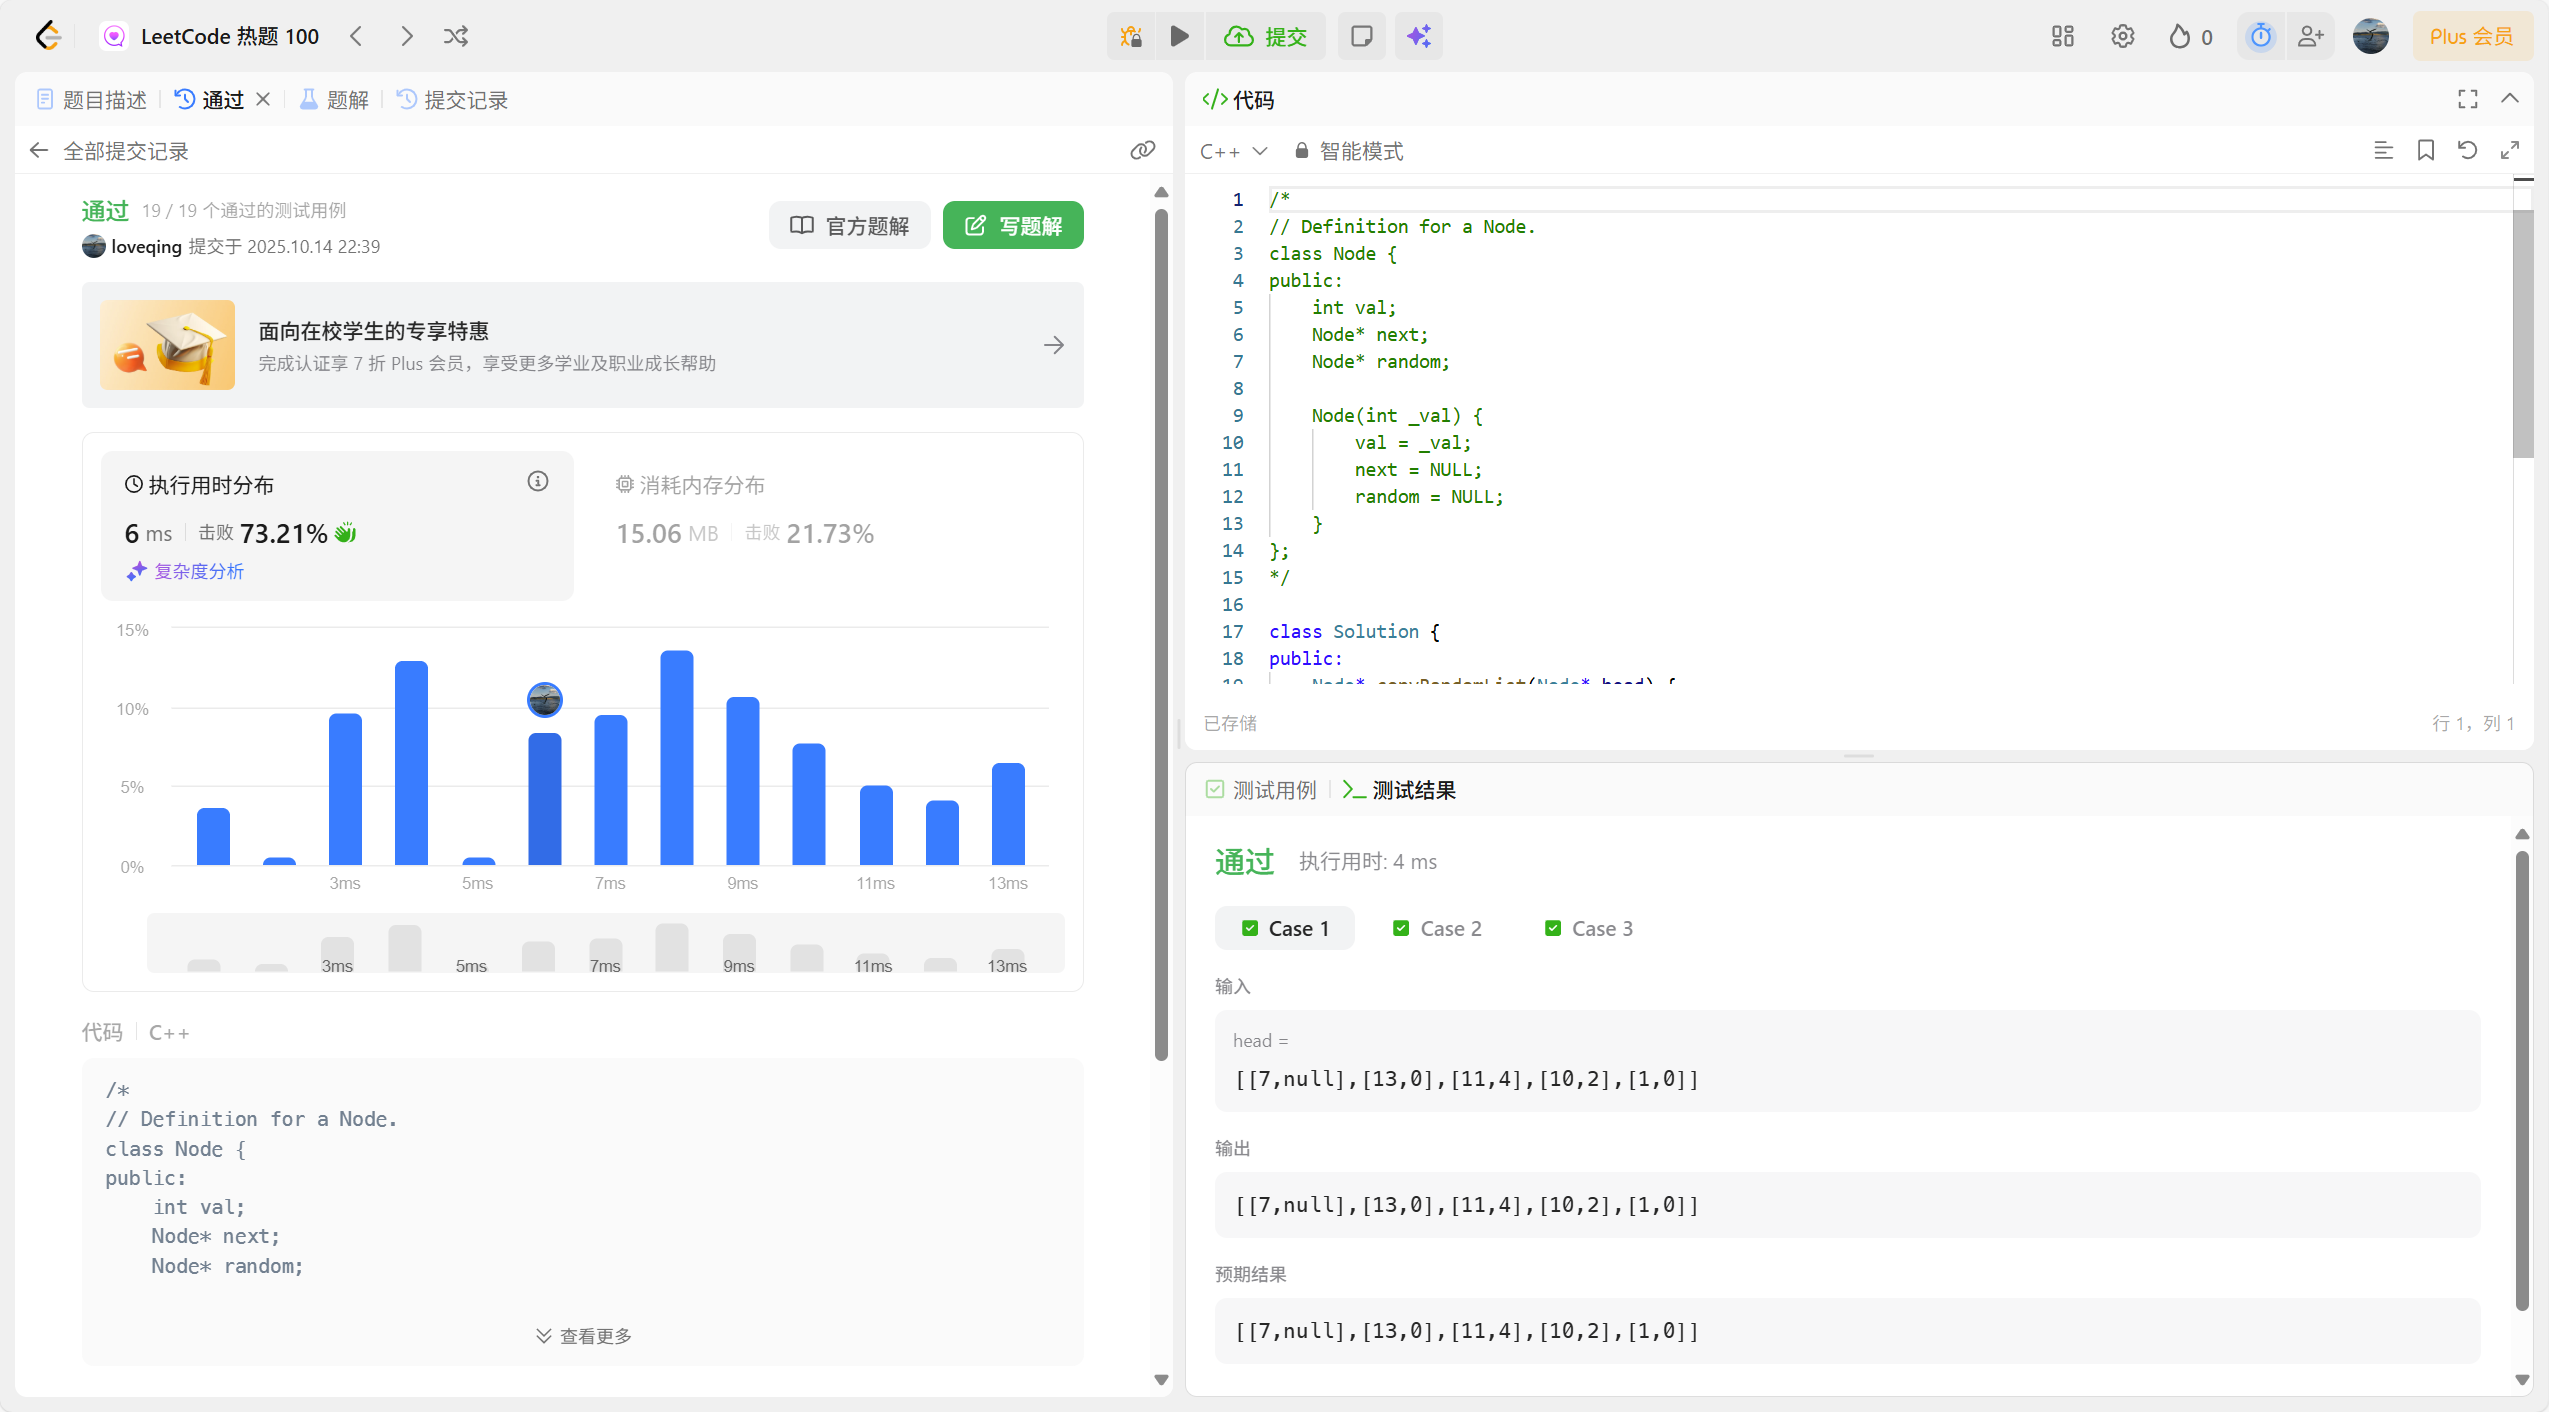 LeetCode 热题 100
提交
0
Plus 会员
题目描述
通过
题解
提交记录
全部提交记录
通过 19 / 19 个通过的测试用例
loveqing 提交于 2025.10.14 22:39
官方题解
写题解
面向在校学生的专享特惠
完成认证享 7 折 Plus 会员，享受更多学业及职业成长帮助
执行用时分布
6 ms 击败 73.21%
复杂度分析
消耗内存分布
15.06 MB 击败 21.73%
15%
10%
5%
0%
3ms 5ms 7ms 9ms 11ms 13ms
3ms 5ms 7ms 9ms 11ms 13ms
代码 C++
/*
// Definition for a Node.
class Node {
public:
    int val;
    Node* next;
    Node* random;
查看更多
</> 代码
C++ 智能模式
1 /*
2 // Definition for a Node.
3 class Node {
4 public:
5     int val;
6     Node* next;
7     Node* random;
8
9     Node(int _val) {
10         val = _val;
11         next = NULL;
12         random = NULL;
13     }
14 };
15 */
16
17 class Solution {
18 public:
19     Node* copyRandomList(Node* head) {
已存储
行 1，列 1
测试用例
测试结果
通过 执行用时: 4 ms
Case 1 Case 2 Case 3
输入
head =
[[7,null],[13,0],[11,4],[10,2],[1,0]]
输出
[[7,null],[13,0],[11,4],[10,2],[1,0]]
预期结果
[[7,null],[13,0],[11,4],[10,2],[1,0]]